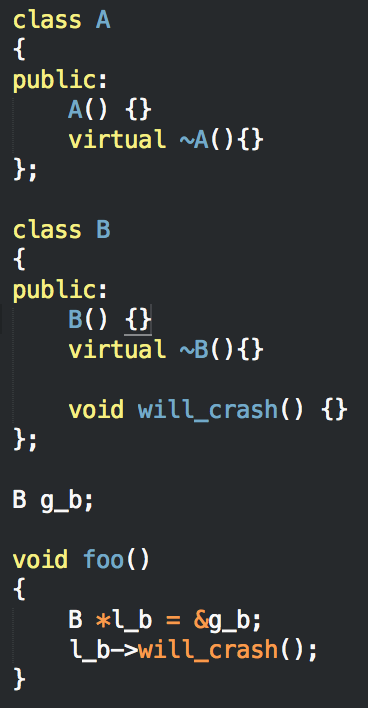 class A
{
public:
    A() {}
    virtual ~A(){}
};

class B
{
public:
    B() {}
    virtual ~B(){}

    void will_crash() {}
};

B g_b;

void foo()
{
    B *l_b = &g_b;
    l_b->will_crash();
}